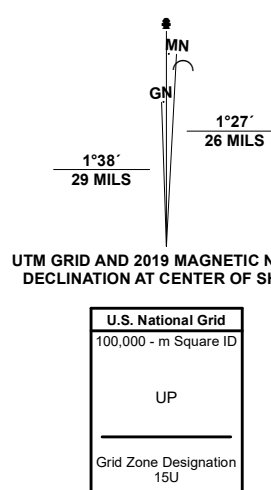 MN
GN
1°27´
26 MILS
1°38´
29 MILS
UTM GRID AND 2019 MAGNETIC N
DECLINATION AT CENTER OF SH
U.S. National Grid
100,000 - m Square ID
UP
Grid Zone Designation
15U